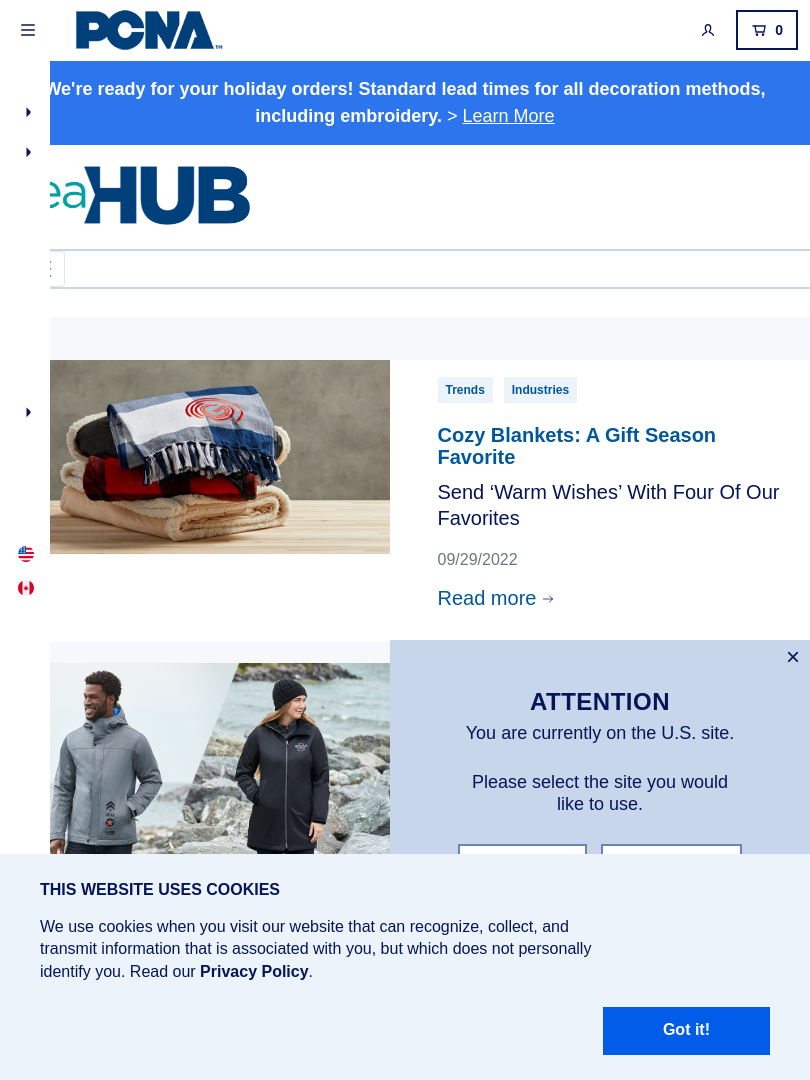 PCNA™
0
We're ready for your holiday orders! Standard lead times for all decoration methods,
including embroidery. > Learn More
eaHUB
Trends Industries
Cozy Blankets: A Gift Season
Favorite
Send ‘Warm Wishes’ With Four Of Our
Favorites
09/29/2022
Read more →
×
ATTENTION
You are currently on the U.S. site.
Please select the site you would
like to use.
THIS WEBSITE USES COOKIES
We use cookies when you visit our website that can recognize, collect, and
transmit information that is associated with you, but which does not personally
identify you. Read our Privacy Policy.
Got it!